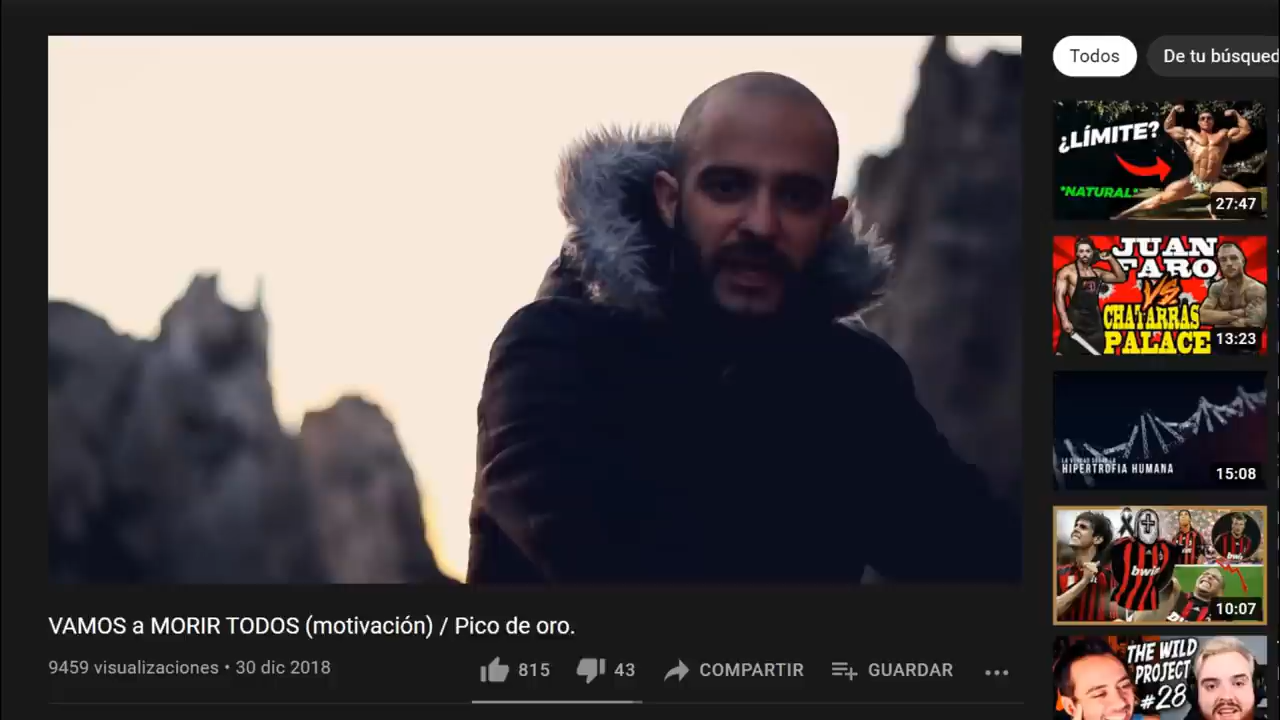 Todos
De tu búsqued
¿LÍMITE?
*NATURAL*
27:47
JUAN
FARO
VS
CHATARRAS
PALACE
13:23
HIPERTROFIA HUMANA
15:08
bwin
10:07
THE WILD
PROJECT
#28
VAMOS a MORIR TODOS (motivación) / Pico de oro.
9459 visualizaciones • 30 dic 2018
815
43
COMPARTIR
GUARDAR